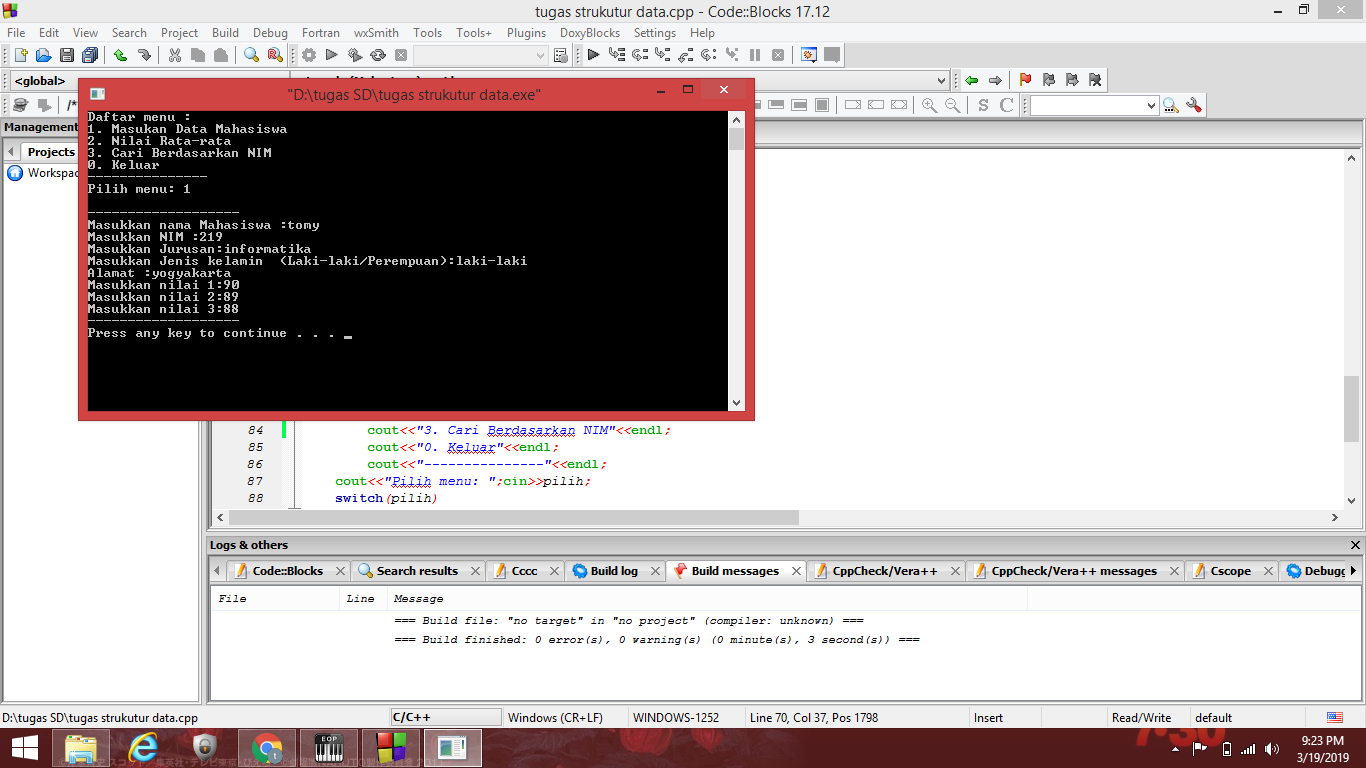 tugas strukutur data.cpp - Code::Blocks 17.12
File Edit View Search Project Build Debug Fortran wxSmith Tools Tools+ Plugins DoxyBlocks Settings Help
<global>
/*
S C
Management
Projects
Workspac
"D:\tugas SD\tugas strukutur data.exe"
Daftar menu :
1. Masukan Data Mahasiswa
2. Nilai Rata-rata
3. Cari Berdasarkan NIM
0. Keluar
---------------
Pilih menu: 1
-------------------
Masukkan nama Mahasiswa :tomy
Masukkan NIM :219
Masukkan Jurusan:informatika
Masukkan Jenis kelamin  (Laki-laki/Perempuan):laki-laki
Alamat :yogyakarta
Masukkan nilai 1:90
Masukkan nilai 2:89
Masukkan nilai 3:88
-------------------
Press any key to continue . . . _
84 cout<<"3. Cari Berdasarkan NIM"<<endl;
85 cout<<"0. Keluar"<<endl;
86 cout<<"---------------"<<endl;
87 cout<<"Pilih menu: ";cin>>pilih;
88 switch(pilih)
Logs & others
Code::Blocks Search results Cccc Build log Build messages CppCheck/Vera++ CppCheck/Vera++ messages Cscope Debugg
File Line Message
=== Build file: "no target" in "no project" (compiler: unknown) ===
=== Build finished: 0 error(s), 0 warning(s) (0 minute(s), 3 second(s)) ===
D:\tugas SD\tugas strukutur data.cpp C/C++ Windows (CR+LF) WINDOWS-1252 Line 70, Col 37, Pos 1798 Insert Read/Write default
EOP
7:30
9:23 PM
3/19/2019